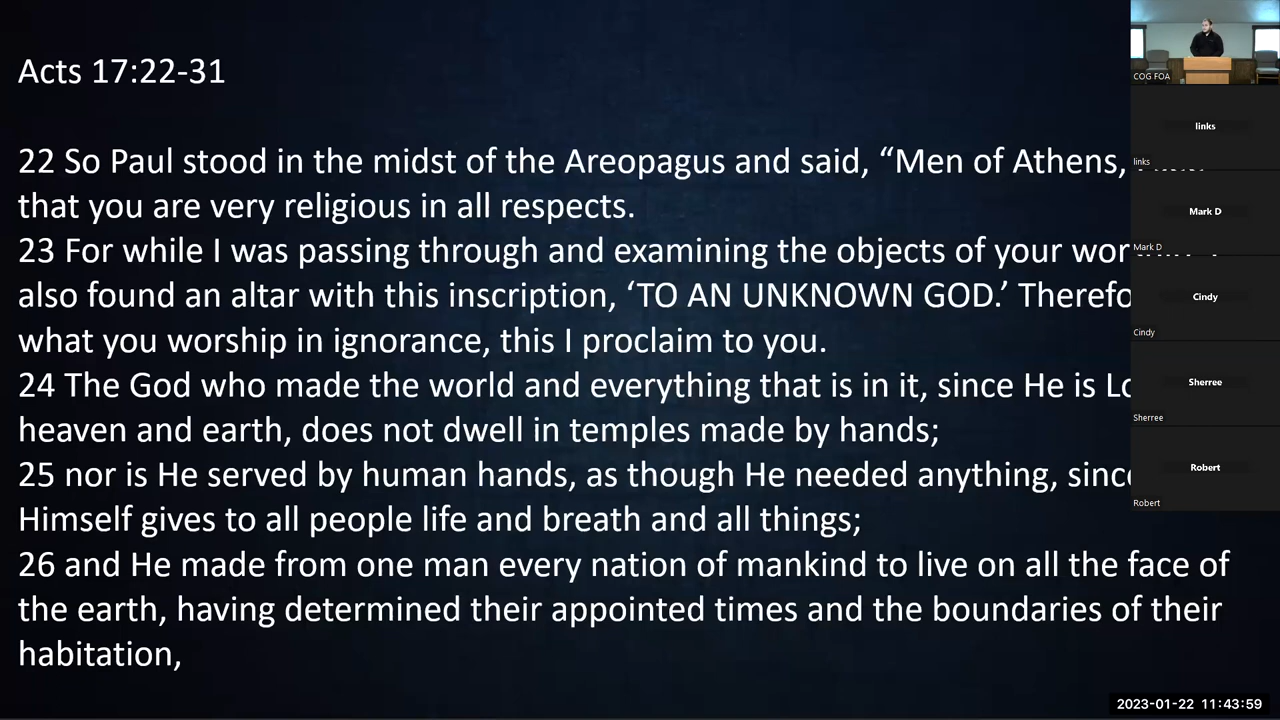 Acts 17:22-31
22 So Paul stood in the midst of the Areopagus and said, “Men of Athens,
that you are very religious in all respects.
23 For while I was passing through and examining the objects of your
also found an altar with this inscription, ‘TO AN UNKNOWN GOD.’
what you worship in ignorance, this I proclaim to you.
24 The God who made the world and everything that is in it, since He is
heaven and earth, does not dwell in temples made by hands;
25 nor is He served by human hands, as though He needed anything,
Himself gives to all people life and breath and all things;
26 and He made from one man every nation of mankind to live on all the face of
the earth, having determined their appointed times and the boundaries of their
habitation,
COG FOA
links
links
Mark D
Mark D
Cindy
Cindy
Sherree
Sherree
Robert
Robert
2023-01-22 11:43:59